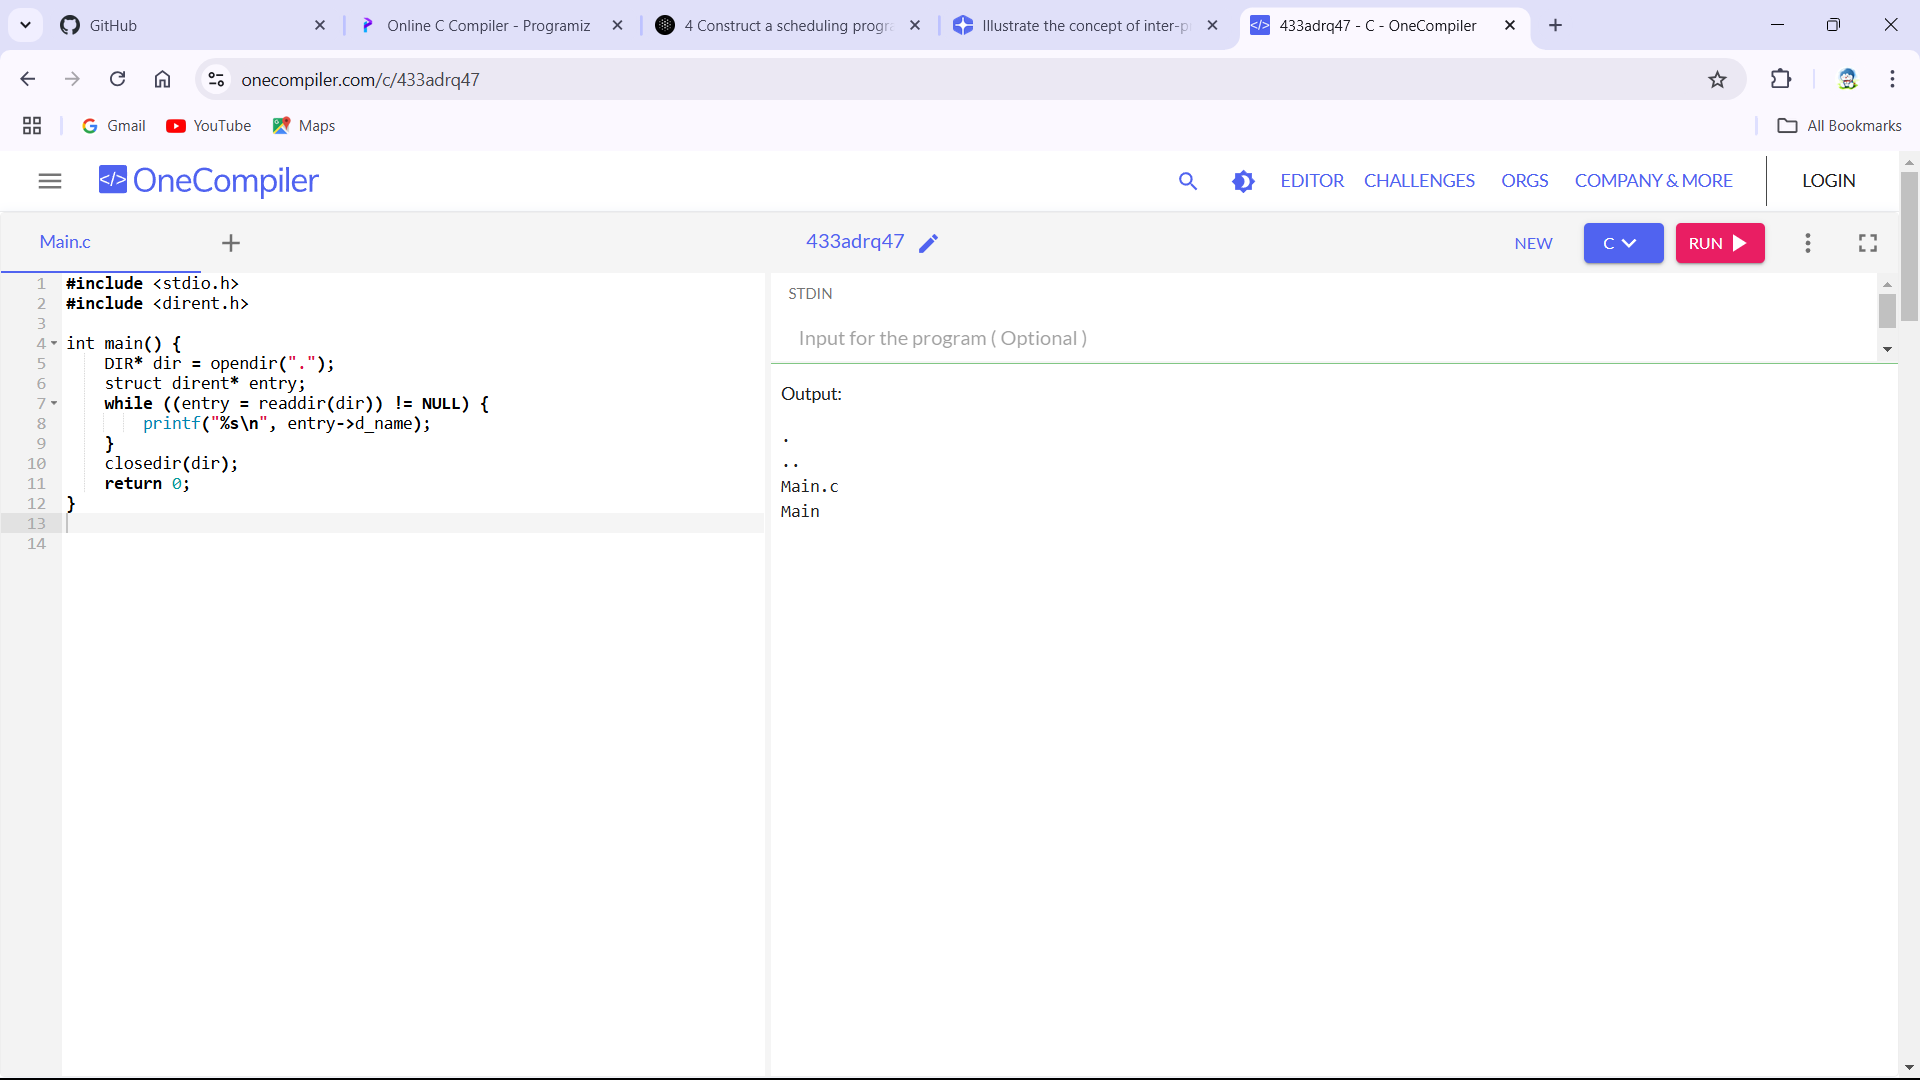 GitHub
Online C Compiler - Programiz
4 Construct a scheduling progra
Illustrate the concept of inter-p
433adrq47 - C - OneCompiler
onecompiler.com/c/433adrq47
Gmail
YouTube
Maps
All Bookmarks
</> OneCompiler
EDITOR
CHALLENGES
ORGS
COMPANY & MORE
LOGIN
Main.c
433adrq47
NEW
C
RUN
1 #include <stdio.h>
2 #include <dirent.h>
3
4 int main() {
5 DIR* dir = opendir(".");
6 struct dirent* entry;
7 while ((entry = readdir(dir)) != NULL) {
8 printf("%s\n", entry->d_name);
9 }
10 closedir(dir);
11 return 0;
12 }
13
14
STDIN
Input for the program ( Optional )
Output:
.
..
Main.c
Main